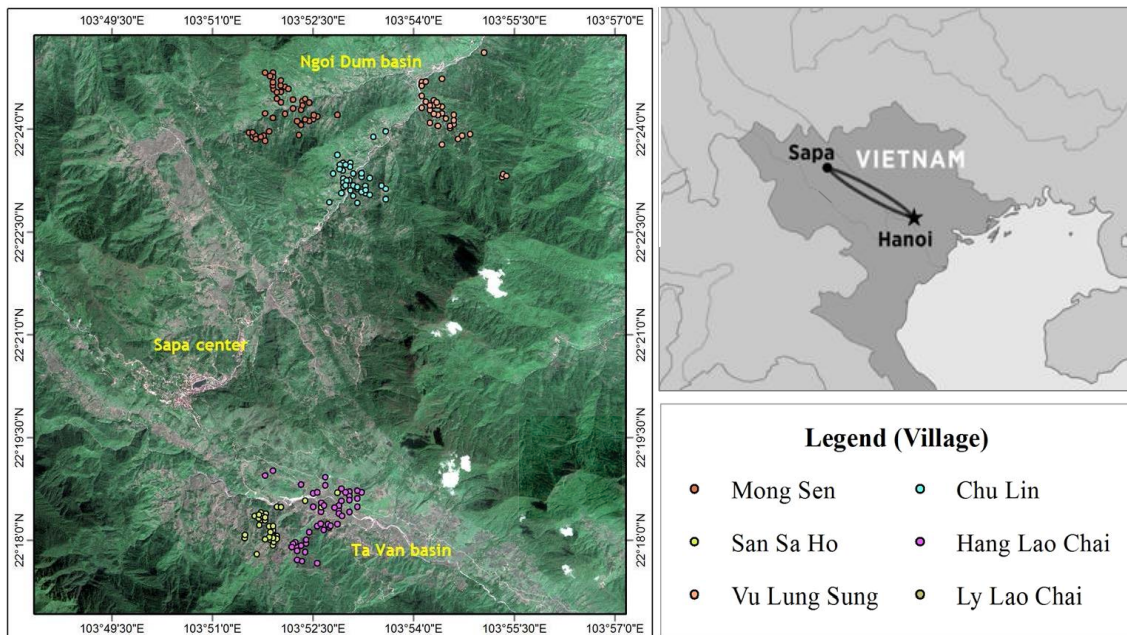 103°49'30"E 103°51'0"E 103°52'30"E 103°54'0"E 103°55'30"E 103°57'0"E
Ngoi Dum basin
22°24'0"N
22°24'0"N
22°22'30"N
22°22'30"N
22°21'0"N
22°21'0"N
Sapa center
22°19'30"N
22°19'30"N
22°18'0"N
22°18'0"N
Ta Van basin
103°49'30"E 103°51'0"E 103°52'30"E 103°54'0"E 103°55'30"E 103°57'0"E
Sapa VIETNAM
Hanoi
Legend (Village)
Mong Sen Chu Lin
San Sa Ho Hang Lao Chai
Vu Lung Sung Ly Lao Chai